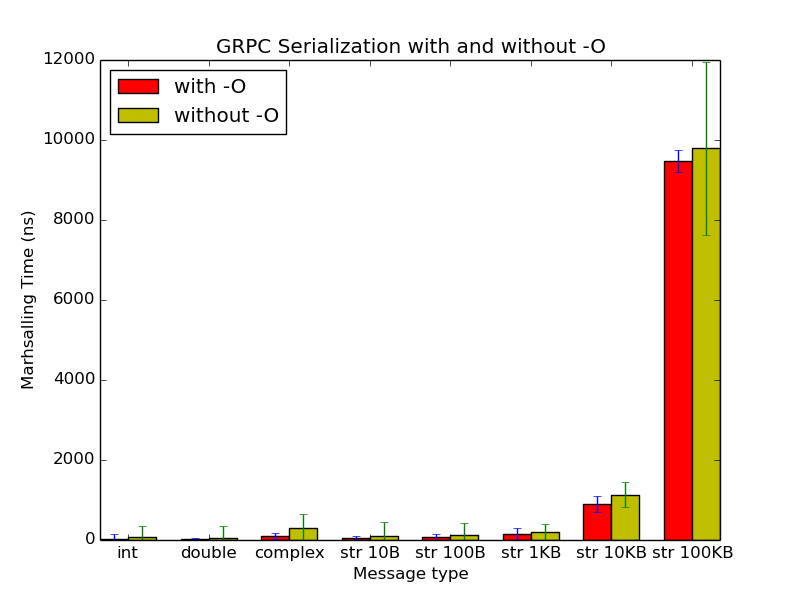 GRPC Serialization with and without -O
with -O
without -O
12000
10000
8000
6000
4000
2000
0
Marhsalling Time (ns)
int double complex str 10B str 100B str 1KB str 10KB str 100KB
Message type